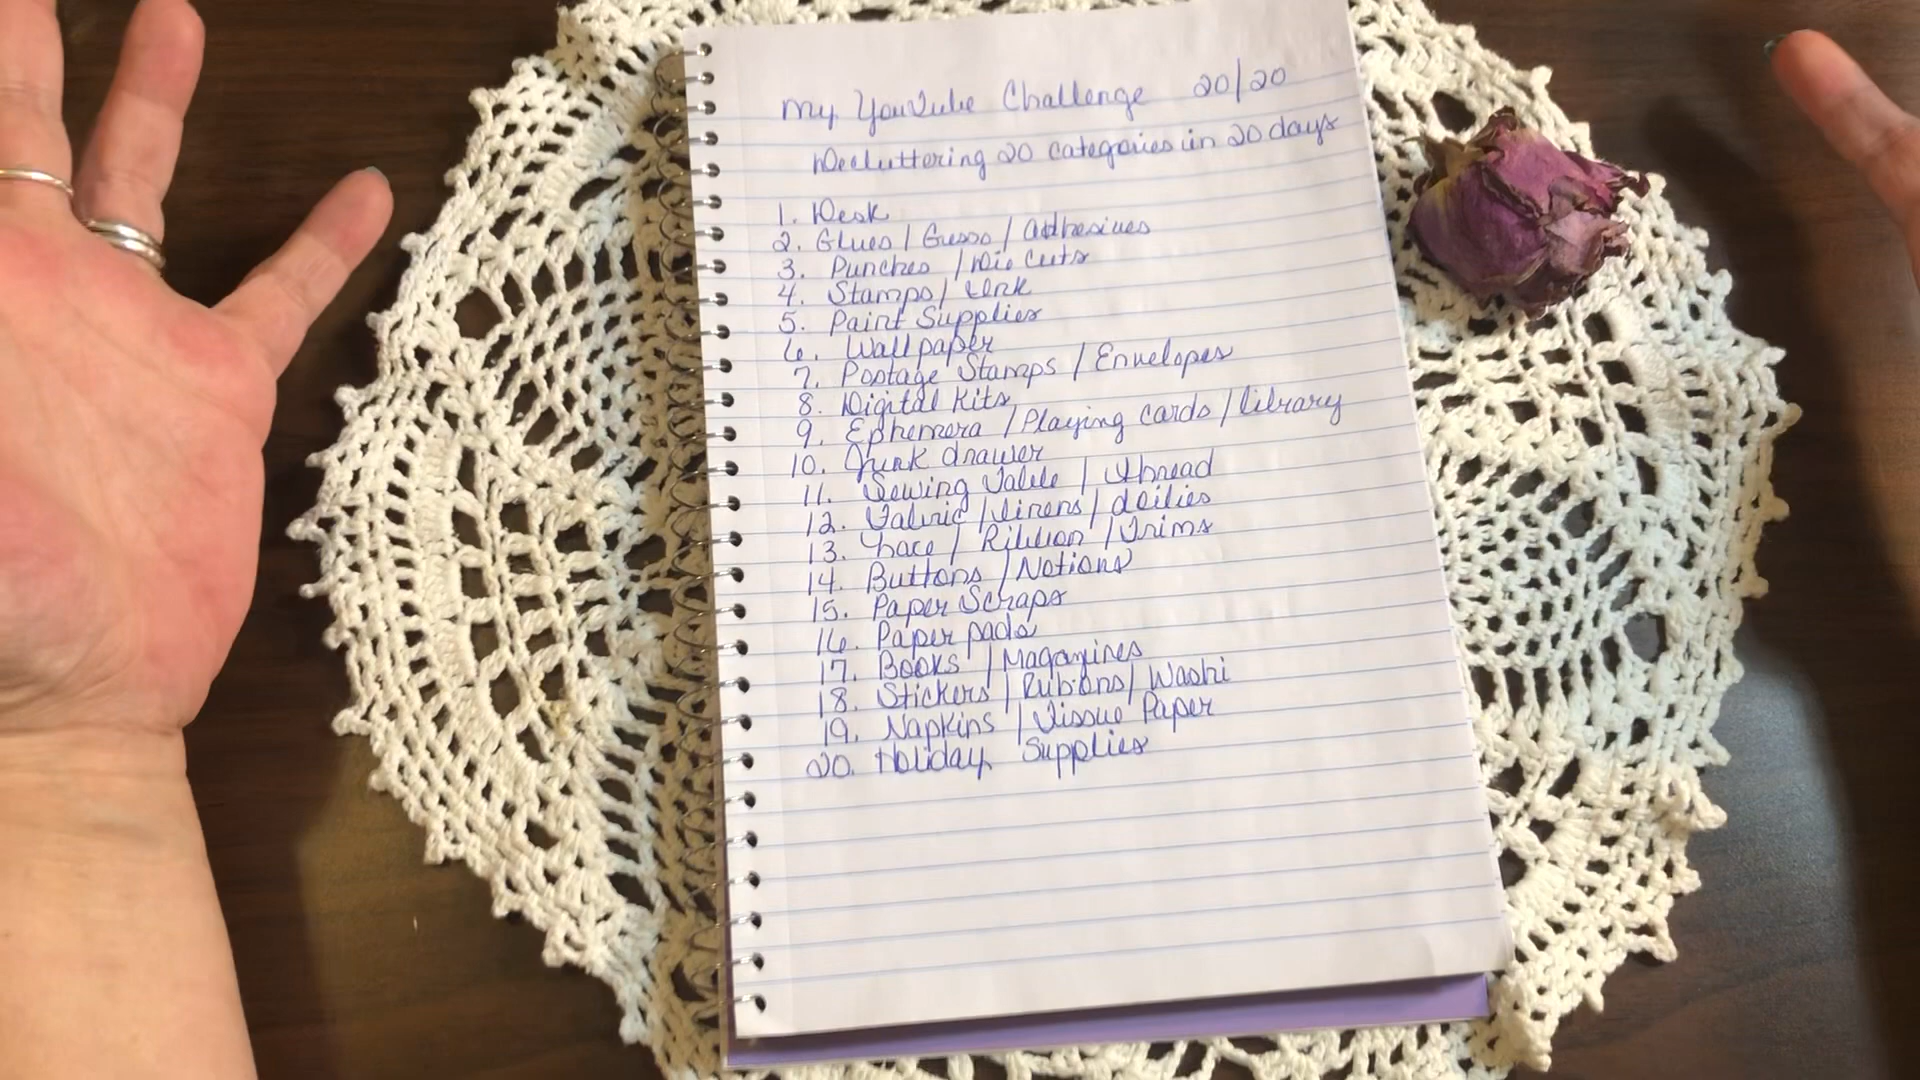 My YouTube Challenge 20/20
Decluttering 20 categories in 20 days
1. Desk
2. Glues / Gesso / Adhesives
3. Punches / Die Cuts
4. Stamps / Ink
5. Paint Supplies
6. Wallpaper
7. Postage Stamps / Envelopes
8. Digital Kits
9. Ephemera / Playing cards / library
10. Junk drawer
11. Sewing Table / Thread
12. Fabric / Linens / doilies
13. Lace / Ribbon / Trims
14. Buttons / Notions
15. Paper Scraps
16. Paper pads
17. Books / Magazines
18. Stickers / Rubions / Washi
19. Napkins / Tissue Paper
20. Holiday Supplies